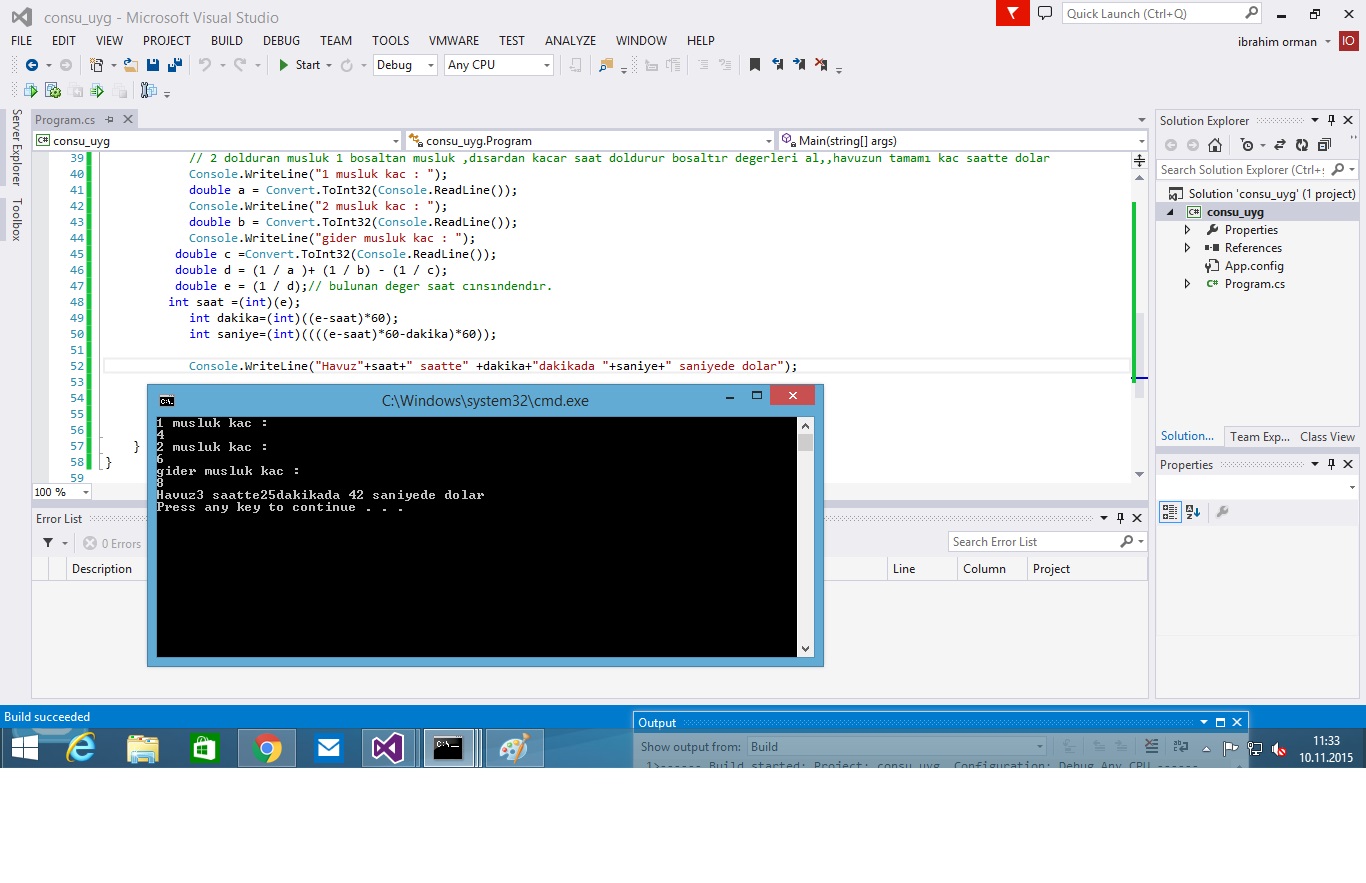 consu_uyg - Microsoft Visual Studio
Quick Launch (Ctrl+Q)
FILE EDIT VIEW PROJECT BUILD DEBUG TEAM TOOLS VMWARE TEST ANALYZE WINDOW HELP
ibrahim orman IO
Start Debug Any CPU
Server Explorer
Toolbox
Program.cs
C# consu_uyg consu_uyg.Program Main(string[] args)
39 // 2 dolduran musluk 1 bosaltan musluk ,dısardan kacar saat doldurur bosaltır degerleri al,,havuzun tamamı kac saatte dolar
40 Console.WriteLine("1 musluk kac : ");
41 double a = Convert.ToInt32(Console.ReadLine());
42 Console.WriteLine("2 musluk kac : ");
43 double b = Convert.ToInt32(Console.ReadLine());
44 Console.WriteLine("gider musluk kac : ");
45 double c =Convert.ToInt32(Console.ReadLine());
46 double d = (1 / a )+ (1 / b) - (1 / c);
47 double e = (1 / d);// bulunan deger saat cınsındendır.
48 int saat =(int)(e);
49 int dakika=(int)((e-saat)*60);
50 int saniye=(int)((((e-saat)*60-dakika)*60));
51
52 Console.WriteLine("Havuz"+saat+" saatte" +dakika+"dakikada "+saniye+" saniyede dolar");
53
54
55
56
57 }
58 }
59
100 %
C:\Windows\system32\cmd.exe
1 musluk kac :
4
2 musluk kac :
6
gider musluk kac :
8
Havuz3 saatte25dakikada 42 saniyede dolar
Press any key to continue . . .
Error List
0 Errors
Search Error List
Description Line Column Project
Solution Explorer
Search Solution Explorer (Ctrl+;
Solution 'consu_uyg' (1 project)
C# consu_uyg
Properties
References
App.config
C# Program.cs
Solution... Team Exp... Class View
Properties
Build succeeded
Output
Show output from: Build
1>------ Build started: Project: consu_uyg, Configuration: Debug Any CPU ------
11:33
10.11.2015